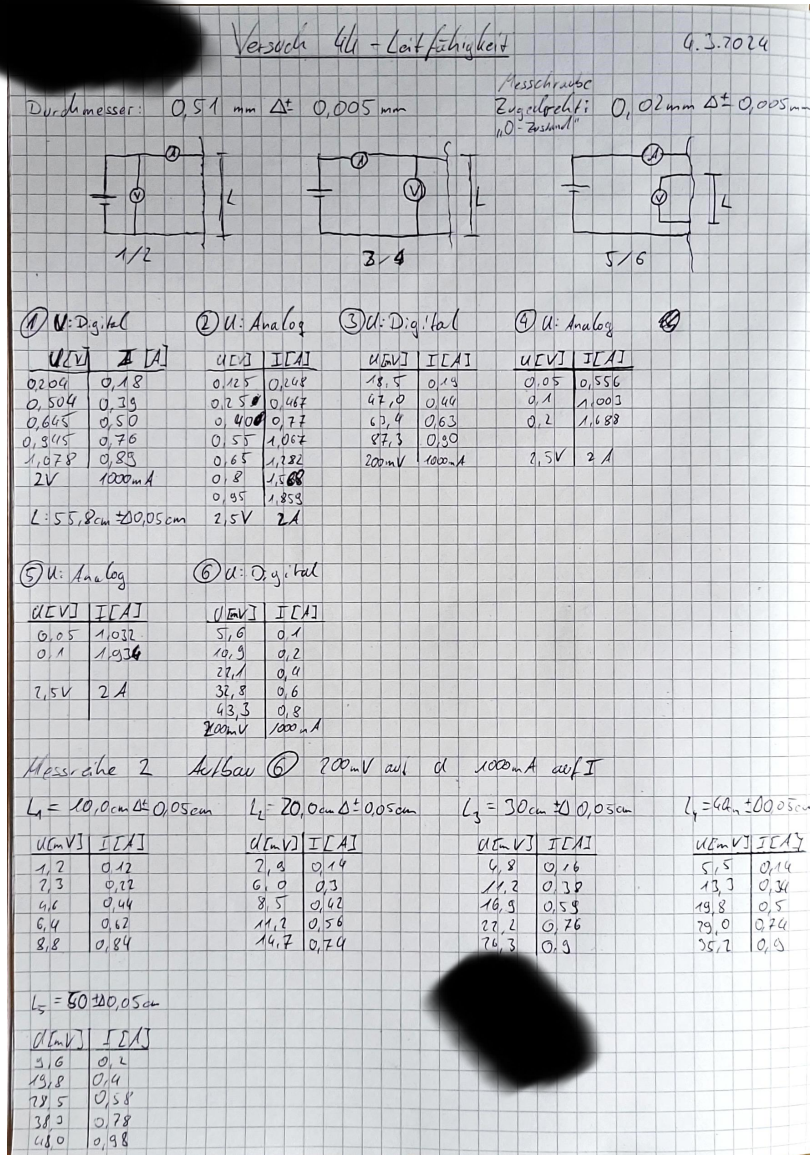 Versuch 44 - Leitfähigkeit 4.3.2024
Durchmesser: 0,51 mm Δ± 0,005mm
Messchraube
Zugedreht: 0,02mm Δ± 0,005mm
"0-Zustand"
A A A
V V V
L L L
1/2 3/4 5/6
① U: Digital ② U: Analog ③ U: Digital ④ U: Analog
U[V] I [A] U[V] I[A] U[mV] I[A] U[V] I[A]
0,204 0,18 0,125 0,248 18,5 0,19 0,05 0,556
0,504 0,39 0,25 0,467 47,0 0,44 0,1 1,003
0,645 0,50 0,40 0,77 63,4 0,63 0,2 1,688
0,945 0,76 0,55 1,067 87,3 0,90
1,078 0,89 0,65 1,282 200mV 1000mA 2,5V 2A
2V 1000mA 0,8 1,568
0,95 1,859
L: 55,8cm ±Δ0,05cm 2,5V 2A
⑤ U: Analog ⑥ U: Digital
U[V] I[A] U[mV] I[A]
0,05 1,032 5,6 0,1
0,1 1,934 10,9 0,2
22,1 0,4
2,5V 2A 32,8 0,6
43,3 0,8
200mV 1000mA
Messreihe 2 Aufbau ⑥ 200mV auf d 1000mA auf I
L₁ = 10,0cm Δ± 0,05cm L₂ = 20,0cm Δ± 0,05cm L₃ = 30cm ±Δ 0,05cm L₄ = 40 ±Δ0,05cm
U[mV] I[A] U[mV] I[A] U[mV] I[A] U[mV] I[A]
1,2 0,12 2,9 0,14 4,8 0,16 5,5 0,14
2,3 0,22 6,0 0,3 11,2 0,38 13,3 0,34
4,6 0,44 8,5 0,42 16,9 0,59 19,8 0,5
6,4 0,62 11,2 0,56 22,2 0,76 29,0 0,74
8,8 0,84 14,7 0,74 26,3 0,9 35,2 0,9
L₅ = 50 ±Δ0,05cm
U[mV] I[A]
9,6 0,2
19,8 0,4
28,5 0,58
38,3 0,78
48,0 0,98